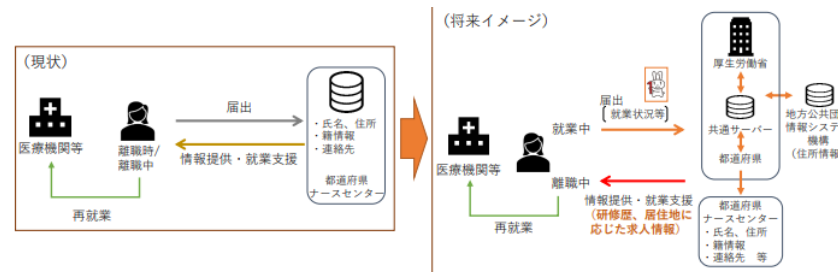 （現状）
医療機関等
離職時/
離職中
届出
情報提供・就業支援
再就業
・氏名、住所
・籍情報
・連絡先
都道府県
ナースセンター
（将来イメージ）
医療機関等
就業中
離職中
届出
就業状況等
情報提供・就業支援
（研修歴、居住地に
応じた求人情報）
再就業
厚生労働省
共通サーバー
都道府県
地方公共団
情報システ
機構
（住所情報
都道府県
ナースセンター
・氏名、住所
・籍情報
・連絡先　等